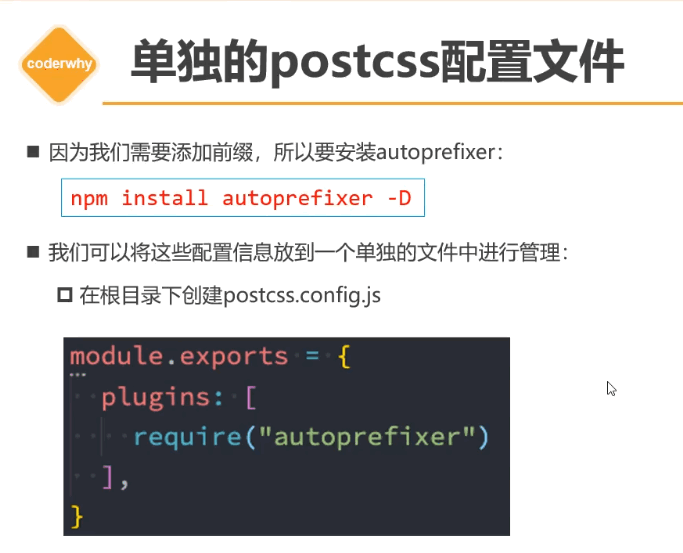 coderwhy
单独的postcss配置文件
■ 因为我们需要添加前缀，所以要安装autoprefixer：
npm install autoprefixer -D
■ 我们可以将这些配置信息放到一个单独的文件中进行管理：
在根目录下创建postcss.config.js
module.exports = {
  plugins: [
    require("autoprefixer")
  ],
}